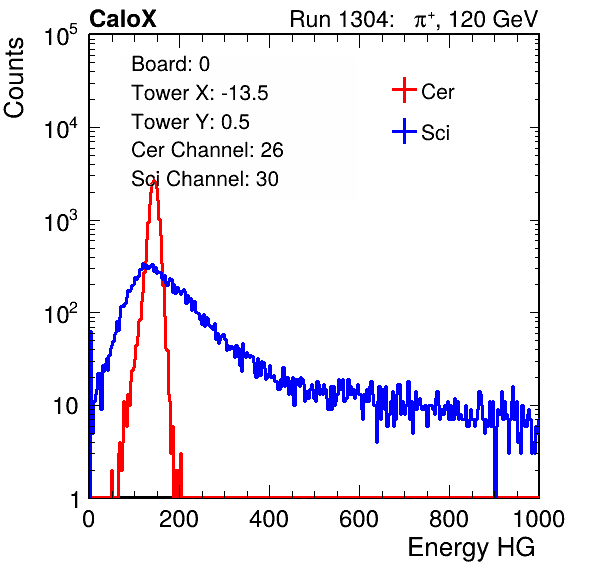 CaloX Run 1304: π⁺, 120 GeV
Counts
10⁵
10⁴
10³
10²
10
1
Board: 0
Tower X: -13.5
Tower Y: 0.5
Cer Channel: 26
Sci Channel: 30
Cer
Sci
0 200 400 600 800 1000
Energy HG